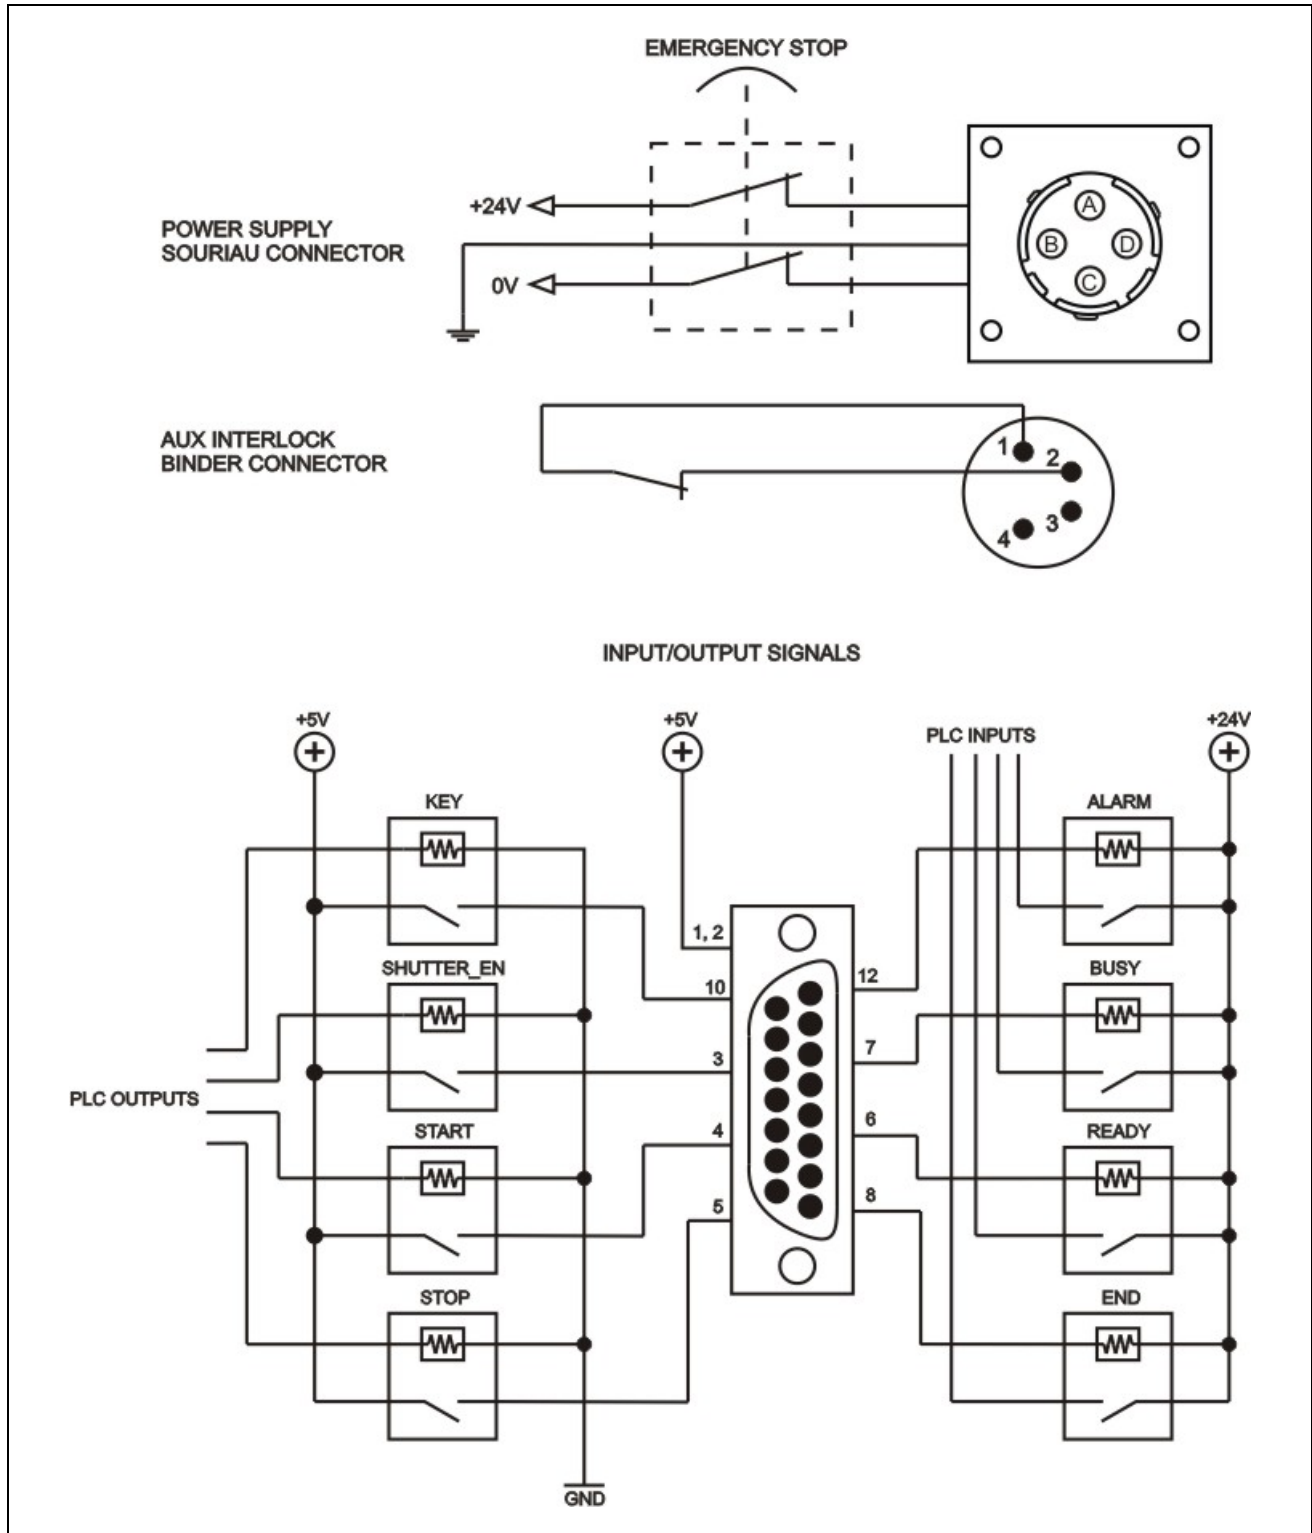 EMERGENCY STOP
+24V
POWER SUPPLY
SOURIAU CONNECTOR
0V
A
B
D
C
AUX INTERLOCK
BINDER CONNECTOR
1
2
3
4
INPUT/OUTPUT SIGNALS
+5V
+5V
PLC INPUTS
+24V
KEY
ALARM
1, 2
10
12
SHUTTER_EN
BUSY
3
7
PLC OUTPUTS
START
4
6
READY
5
8
STOP
END
GND